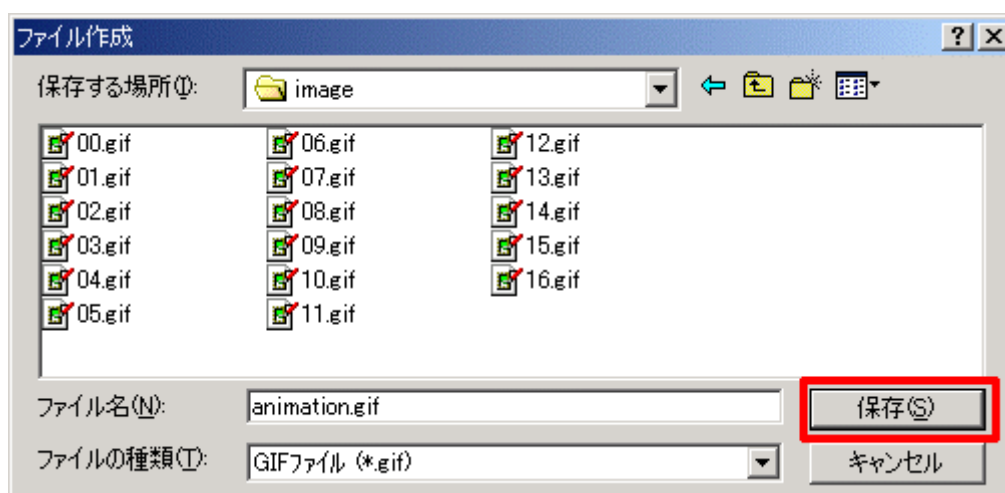 ファイル作成
保存する場所(I):
image
00.gif
01.gif
02.gif
03.gif
04.gif
05.gif
06.gif
07.gif
08.gif
09.gif
10.gif
11.gif
12.gif
13.gif
14.gif
15.gif
16.gif
ファイル名(N):
animation.gif
保存(S)
ファイルの種類(T):
GIFファイル (*.gif)
キャンセル